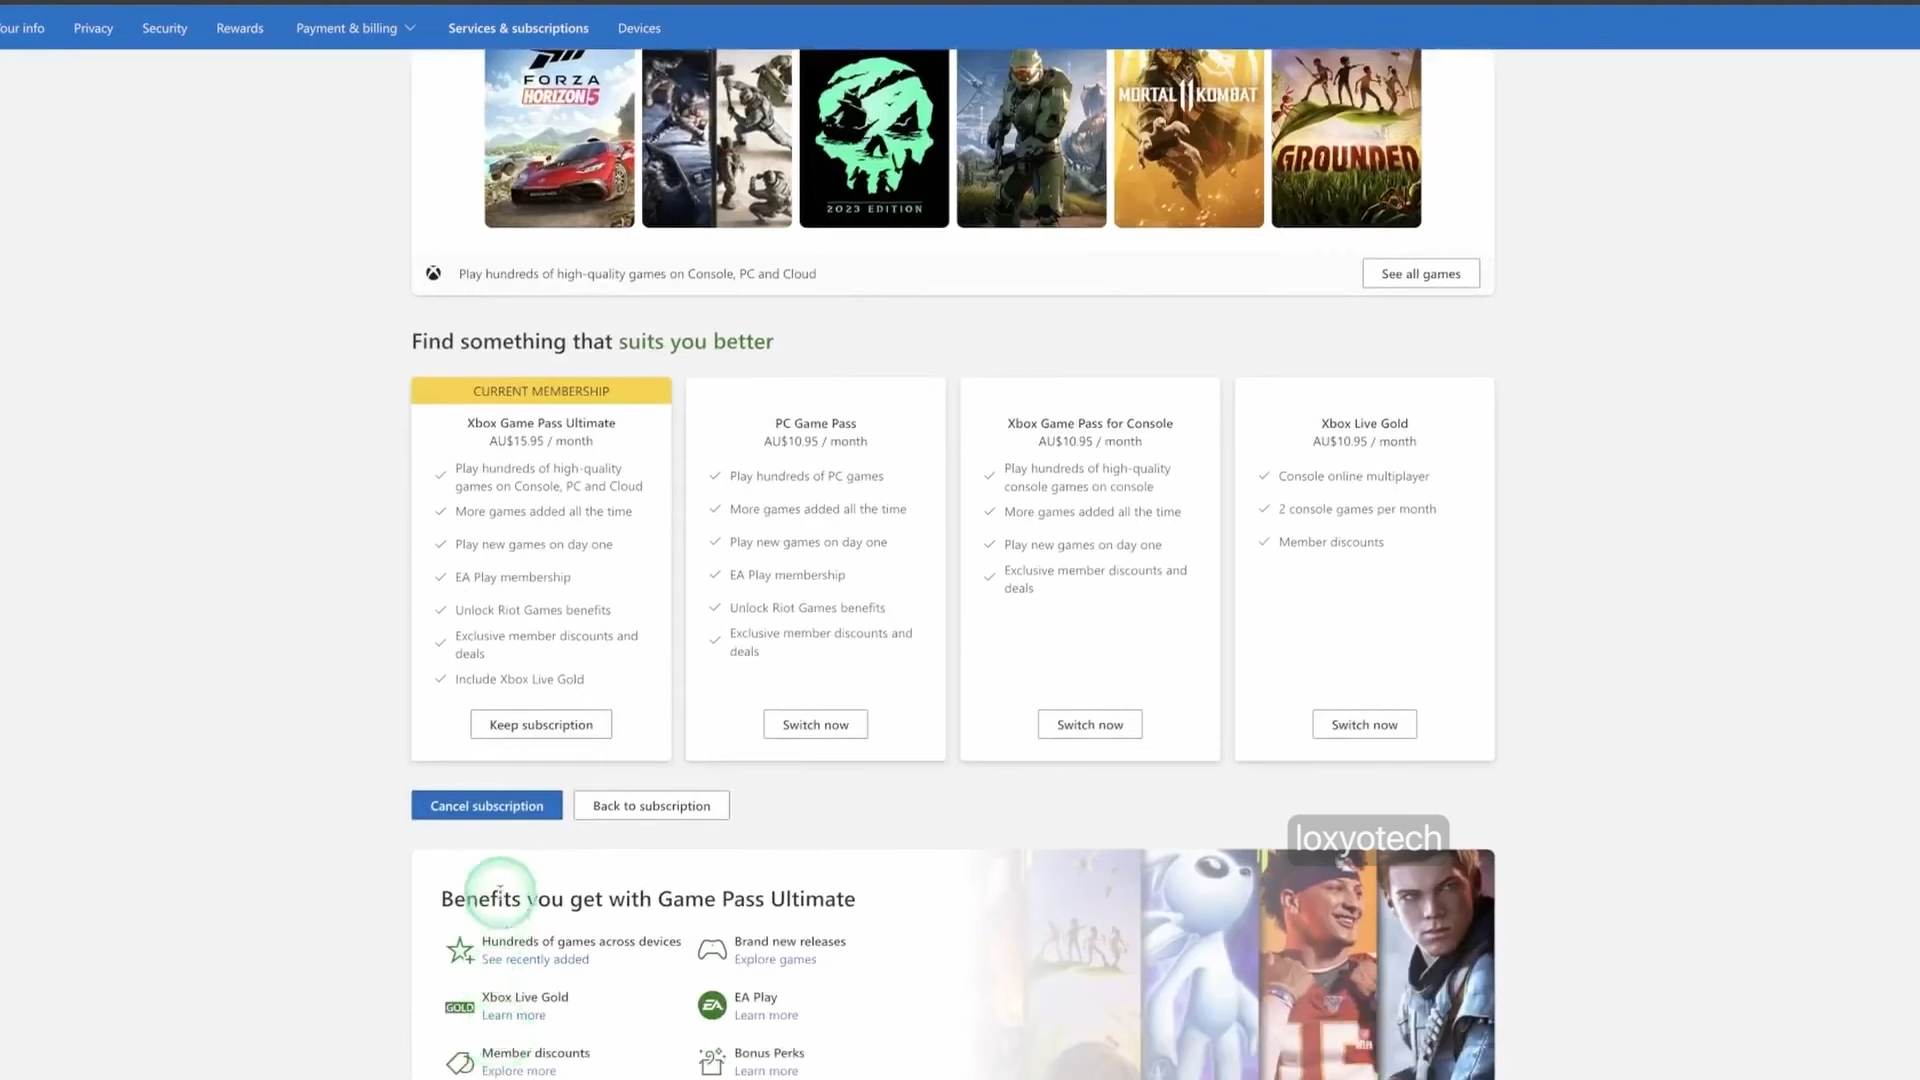 our info
Privacy
Security
Rewards
Payment & billing
Services & subscriptions
Devices
FORZA
HORIZON 5
2023 EDITION
MORTAL KOMBAT
11
GROUNDED
Play hundreds of high-quality games on Console, PC and Cloud
See all games
Find something that suits you better
CURRENT MEMBERSHIP
Xbox Game Pass Ultimate
AU$15.95 / month
Play hundreds of high-quality
games on Console, PC and Cloud
More games added all the time
Play new games on day one
EA Play membership
Unlock Riot Games benefits
Exclusive member discounts and
deals
Include Xbox Live Gold
Keep subscription
PC Game Pass
AU$10.95 / month
Play hundreds of PC games
More games added all the time
Play new games on day one
EA Play membership
Unlock Riot Games benefits
Exclusive member discounts and
deals
Switch now
Xbox Game Pass for Console
AU$10.95 / month
Play hundreds of high-quality
console games on console
More games added all the time
Play new games on day one
Exclusive member discounts and
deals
Switch now
Xbox Live Gold
AU$10.95 / month
Console online multiplayer
2 console games per month
Member discounts
Switch now
Cancel subscription
Back to subscription
loxyotech
Benefits you get with Game Pass Ultimate
Hundreds of games across devices
See recently added
Brand new releases
Explore games
GOLD
Xbox Live Gold
Learn more
EA
EA Play
Learn more
Member discounts
Explore more
Bonus Perks
Learn more
15